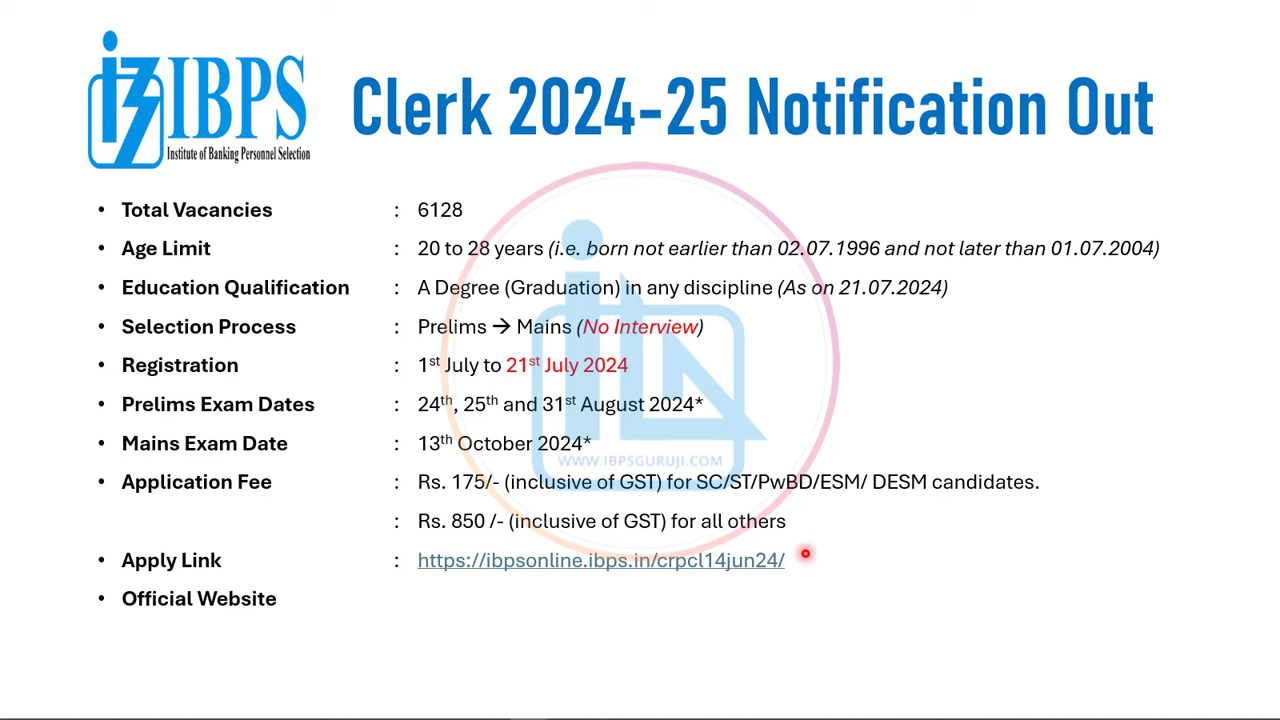 IBPS
Institute of Banking Personnel Selection
Clerk 2024-25 Notification Out
• Total Vacancies : 6128
• Age Limit : 20 to 28 years (i.e. born not earlier than 02.07.1996 and not later than 01.07.2004)
• Education Qualification : A Degree (Graduation) in any discipline (As on 21.07.2024)
• Selection Process : Prelims → Mains (No Interview)
• Registration : 1st July to 21st July 2024
• Prelims Exam Dates : 24th, 25th and 31st August 2024*
• Mains Exam Date : 13th October 2024*
WWW.IBPSGURUJI.COM
• Application Fee : Rs. 175/- (inclusive of GST) for SC/ST/PwBD/ESM/ DESM candidates.
: Rs. 850 /- (inclusive of GST) for all others
• Apply Link : https://ibpsonline.ibps.in/crpcl14jun24/
• Official Website